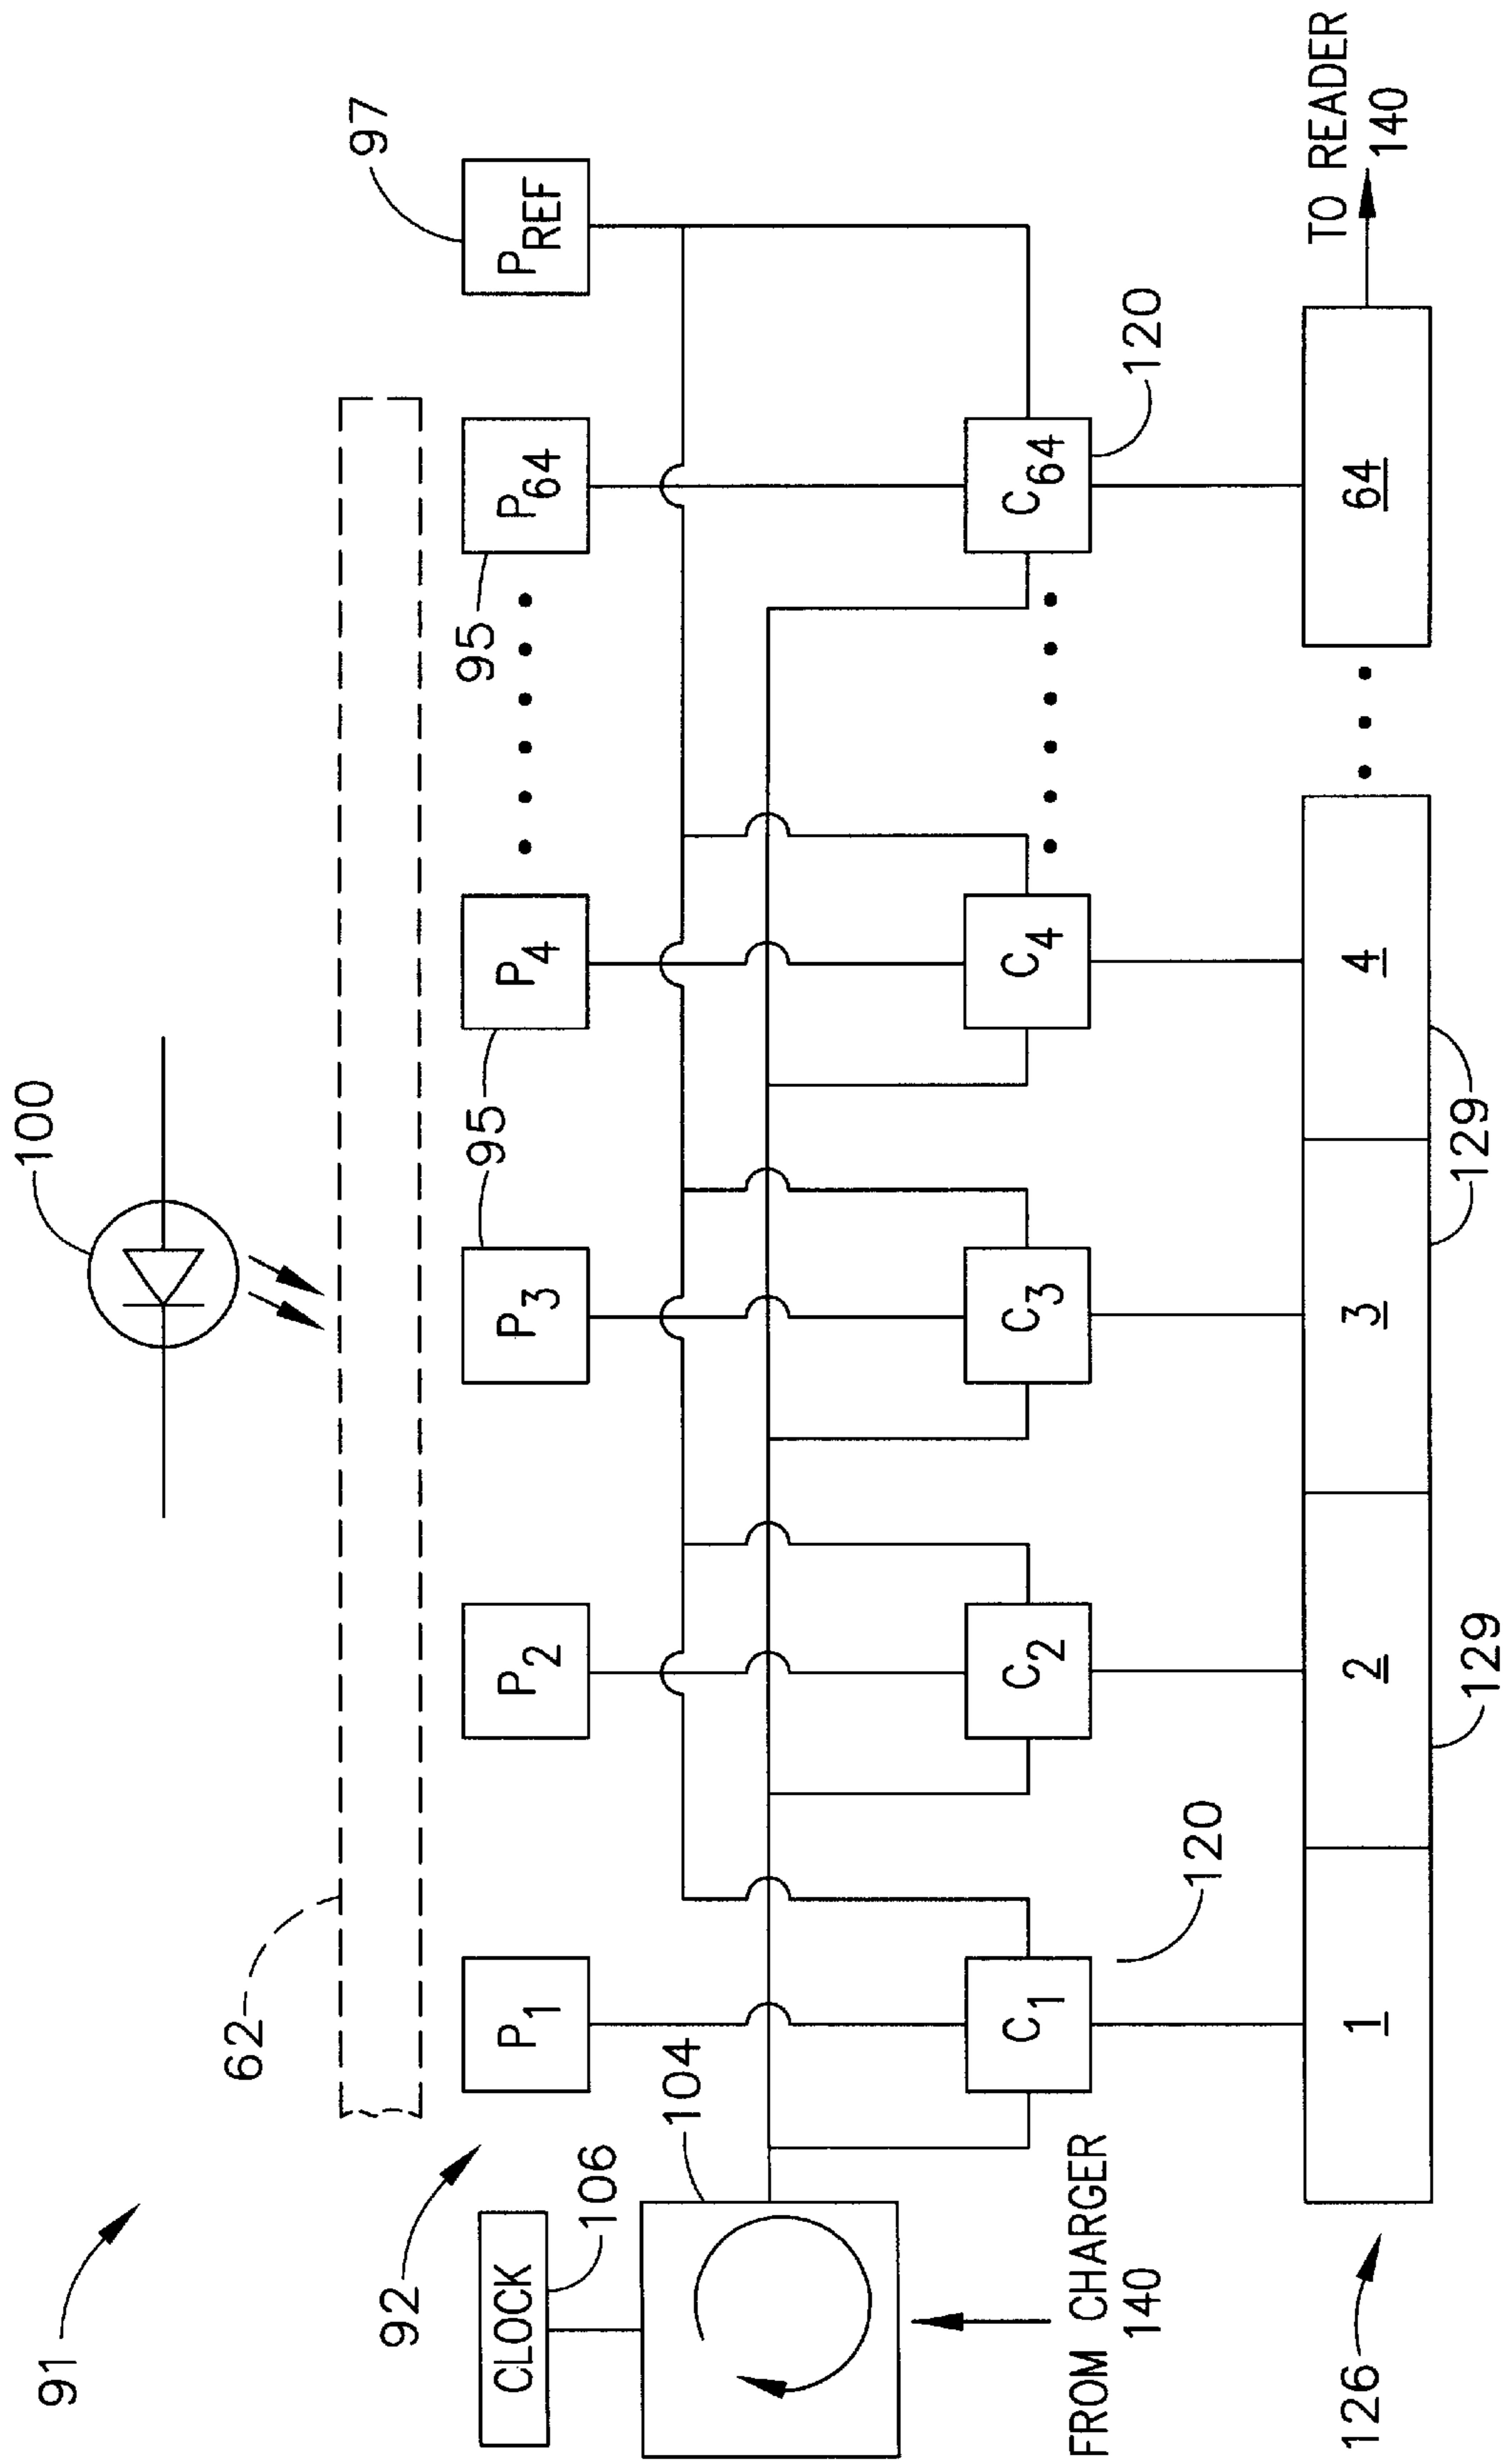 91
100
62
97
92
CLOCK
106
104
P1
P2
P3
95
P4
95
P64
PREF
FROM CHARGER
140
C1
120
C2
C3
C4
C64
120
126
1
2
3
4
64
TO READER
140
129
129